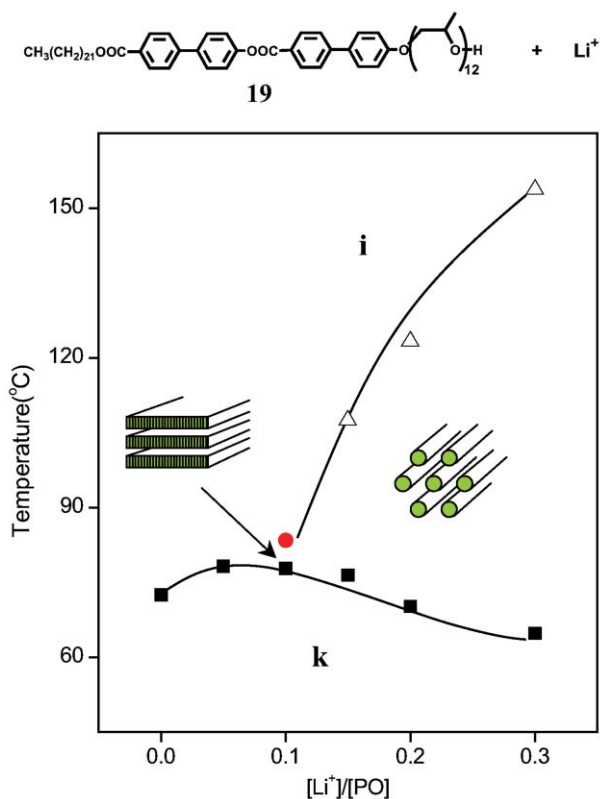 CH₃(CH₂)₂₁OOC OOC O O H 12 + Li⁺
19
150
i
120
90
60
k
0.0 0.1 0.2 0.3
Temperature(°C)
[Li⁺]/[PO]